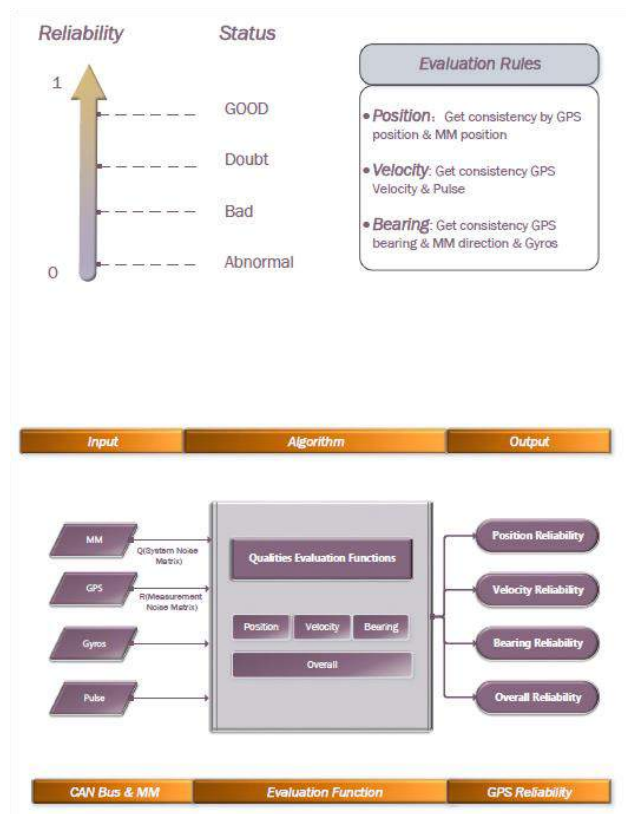 Reliability
Status
1
GOOD
Doubt
Bad
Abnormal
0
Evaluation Rules
• Position: Get consistency by GPS
position & MM position
• Velocity: Get consistency GPS
Velocity & Pulse
• Bearing: Get consistency GPS
bearing & MM direction & Gyros
Input
Algorithm
Output
MM
Q(System Noise
Matrix)
GPS
R(Measurement
Noise Matrix)
Gyros
Pulse
Qualities Evaluation Functions
Position
Velocity
Bearing
Overall
Position Reliability
Velocity Reliability
Bearing Reliability
Overall Reliability
CAN Bus & MM
Evaluation Function
GPS Reliability